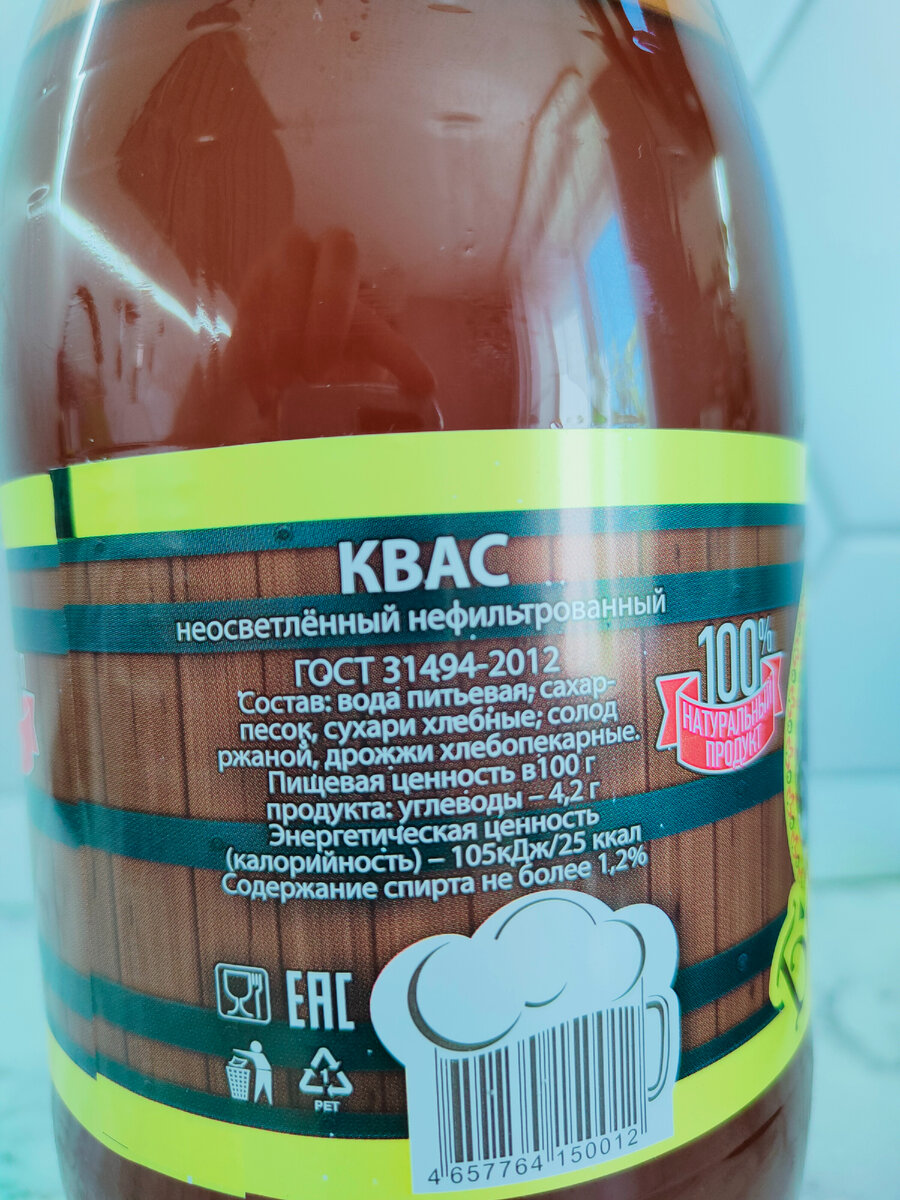 КВАС
неосветлённый нефильтрованный
ГОСТ 31494-2012
Состав: вода питьевая, сахар-
песок, сухари хлебные, солод
ржаной, дрожжи хлебопекарные.
Пищевая ценность в100 г
продукта: углеводы – 4,2 г
Энергетическая ценность
(калорийность) – 105кДж/25 ккал
Содержание спирта не более 1,2%
100%
НАТУРАЛЬНЫЙ
ПРОДУКТ
ЕАС
1
PET
4 657764 150012